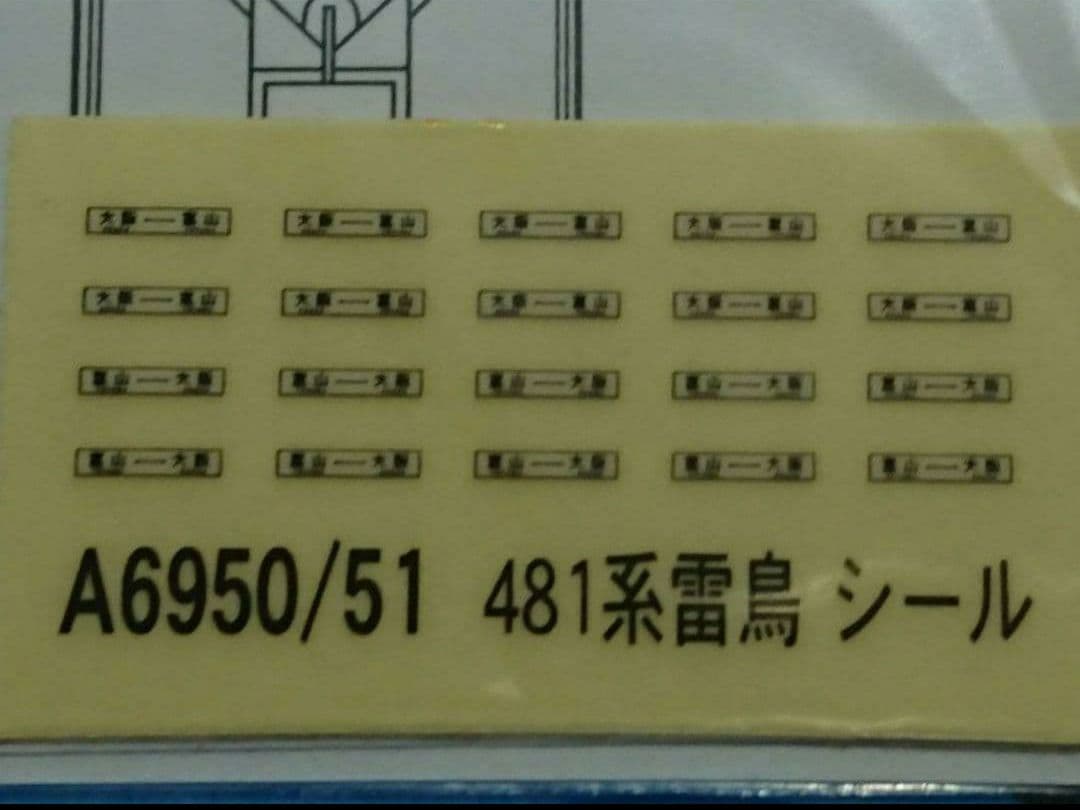 大阪 ― 富山 大阪 ― 富山 大阪 ― 富山 大阪 ― 富山 大阪 ― 富山
大阪 ― 富山 大阪 ― 富山 大阪 ― 富山 大阪 ― 富山 大阪 ― 富山
富山 ― 大阪 富山 ― 大阪 富山 ― 大阪 富山 ― 大阪 富山 ― 大阪
富山 ― 大阪 富山 ― 大阪 富山 ― 大阪 富山 ― 大阪 富山 ― 大阪
A6950/51 481系雷鳥 シール